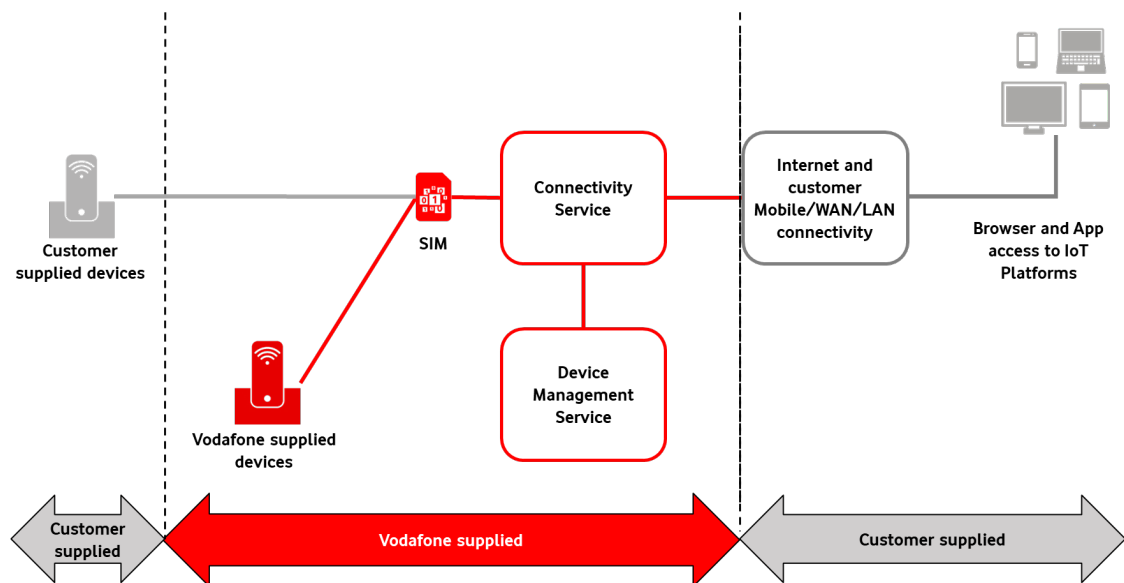 Customer
supplied devices
SIM
Connectivity
Service
Internet and
customer
Mobile/WAN/LAN
connectivity
Browser and App
access to IoT
Platforms
Vodafone supplied
devices
Device
Management
Service
Customer
supplied
Vodafone supplied
Customer supplied